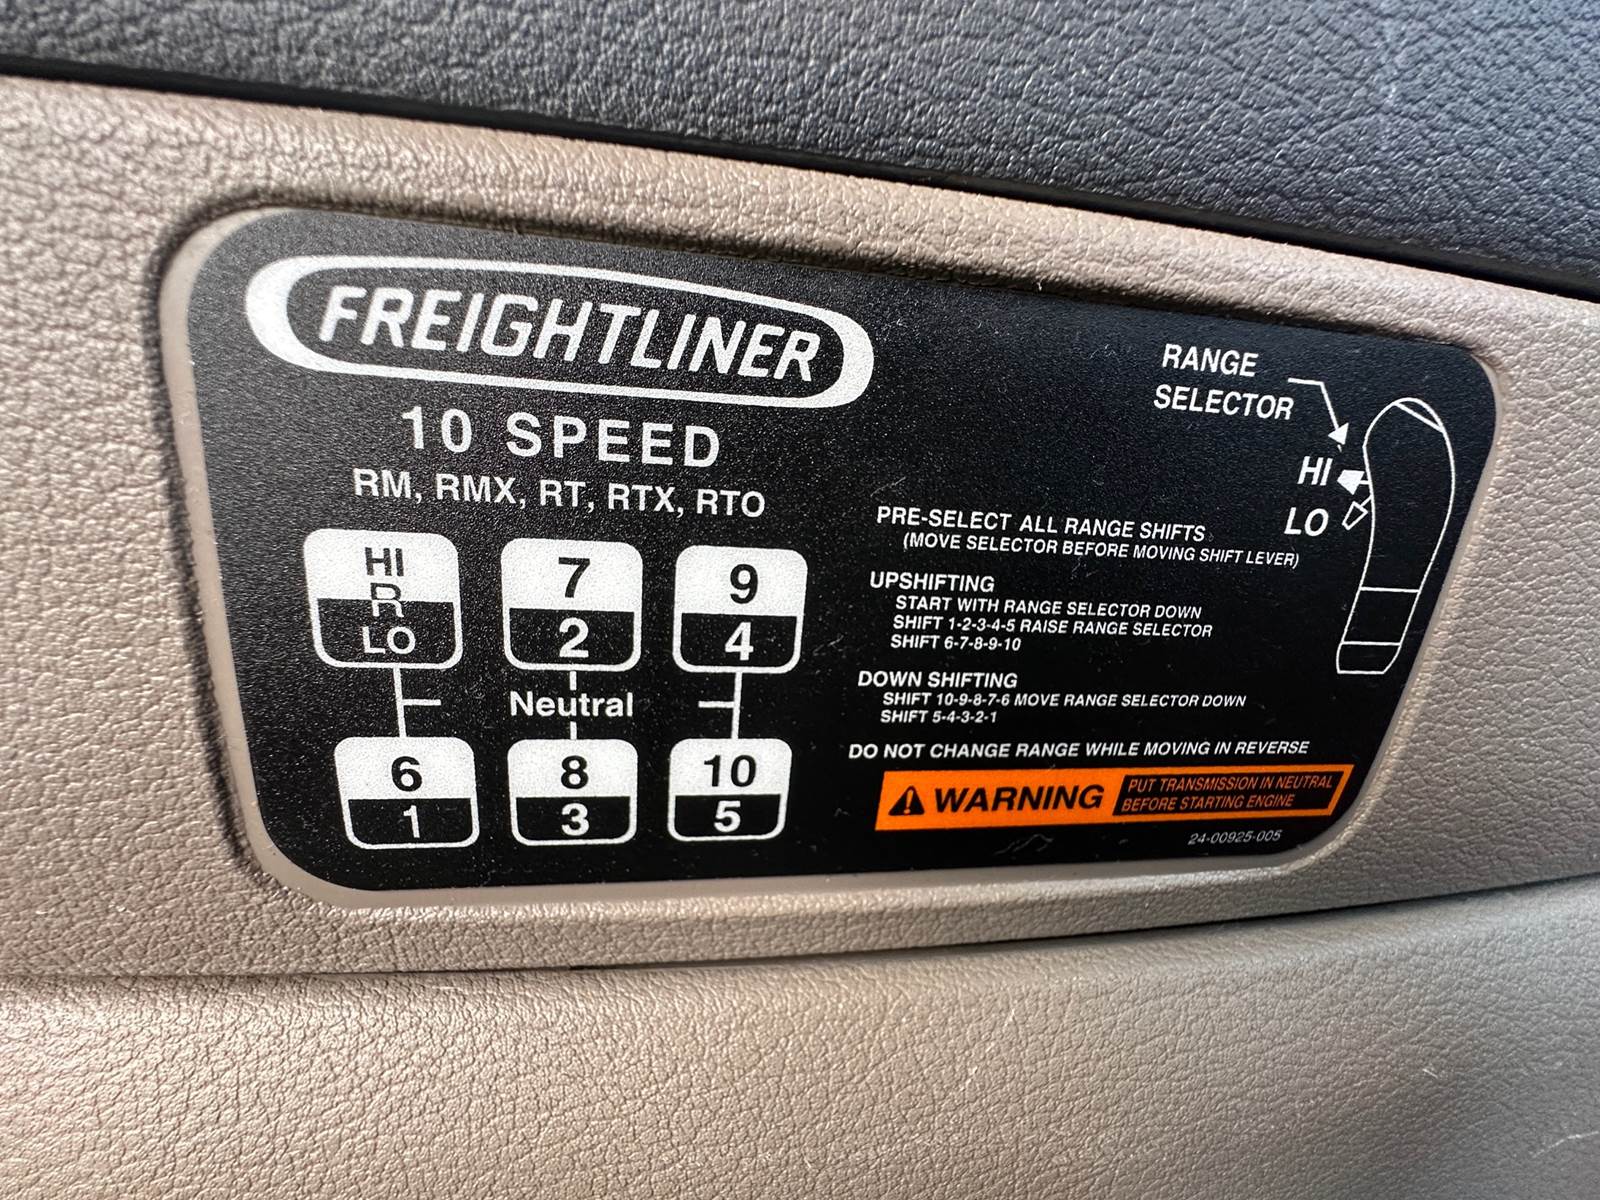 FREIGHTLINER
10 SPEED
RM, RMX, RT, RTX, RTO
HI
R
LO
7
2
9
4
Neutral
6
1
8
3
10
5
RANGE
SELECTOR
HI
LO
PRE-SELECT ALL RANGE SHIFTS
(MOVE SELECTOR BEFORE MOVING SHIFT LEVER)
UPSHIFTING
START WITH RANGE SELECTOR DOWN
SHIFT 1-2-3-4-5 RAISE RANGE SELECTOR
SHIFT 6-7-8-9-10
DOWN SHIFTING
SHIFT 10-9-8-7-6 MOVE RANGE SELECTOR DOWN
SHIFT 5-4-3-2-1
DO NOT CHANGE RANGE WHILE MOVING IN REVERSE
WARNING
PUT TRANSMISSION IN NEUTRAL
BEFORE STARTING ENGINE
24-00925-005